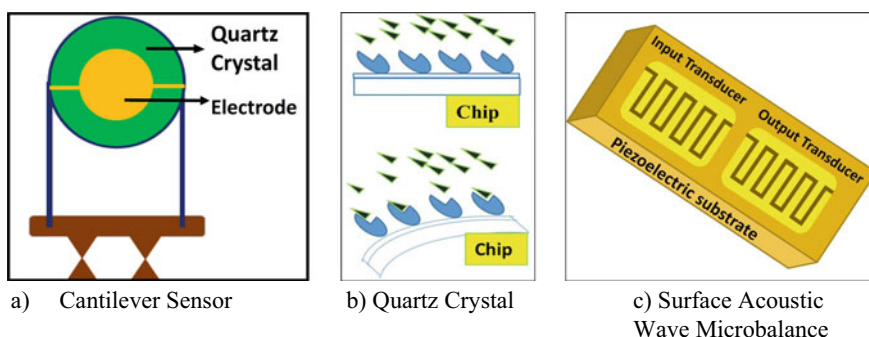 Quartz
Crystal
Electrode
Chip
Chip
Input Transducer
Output Transducer
Piezoelectric substrate
a) Cantilever Sensor
b) Quartz Crystal
c) Surface Acoustic
Wave Microbalance